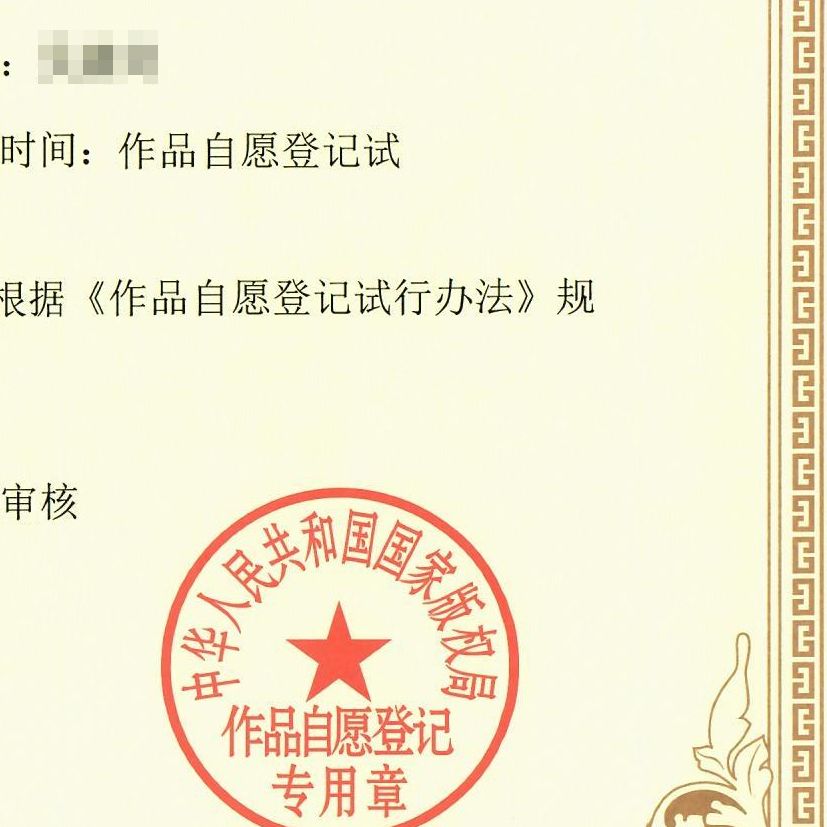 ：
时间：作品自愿登记试
根据《作品自愿登记试行办法》规
审核
中华人民共和国国家版权局
作品自愿登记
专用章